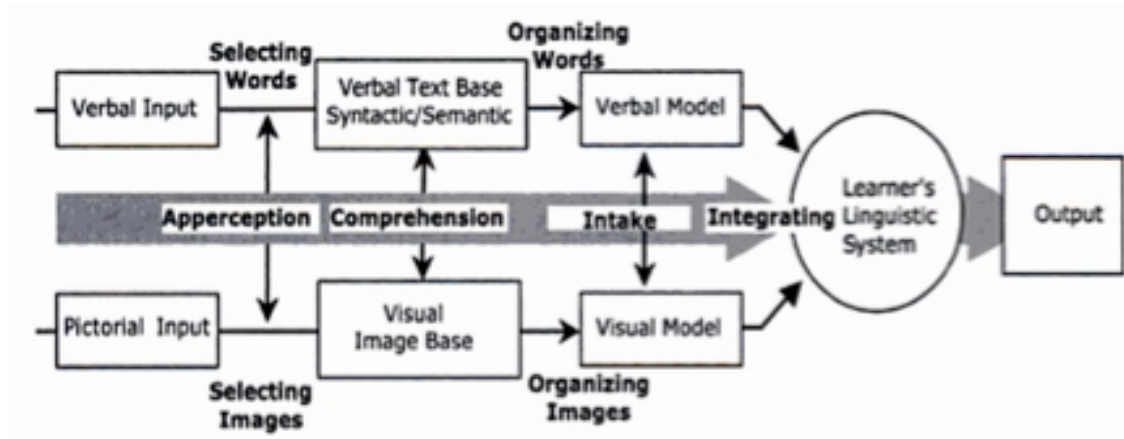 Selecting
Words
Organizing
Words
Verbal Input
Verbal Text Base
Syntactic/Semantic
Verbal Model
Apperception
Comprehension
Intake
Integrating
Learner's
Linguistic
System
Output
Pictorial Input
Visual
Image Base
Visual Model
Selecting
Images
Organizing
Images